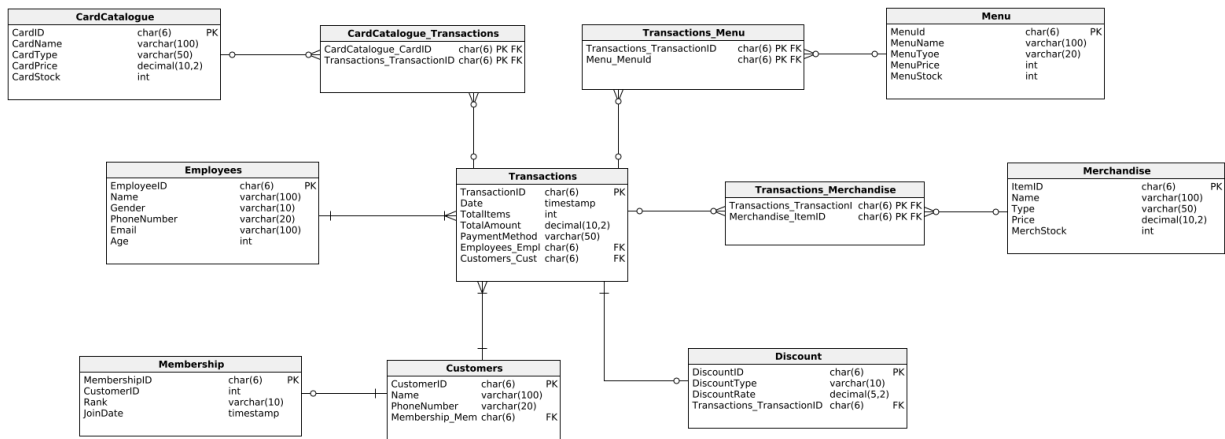 CardCatalogue
CardID char(6) PK
CardName varchar(100)
CardType varchar(50)
CardPrice decimal(10,2)
CardStock int
CardCatalogue_Transactions
CardCatalogue_CardID char(6) PK FK
Transactions_TransactionID char(6) PK FK
Transactions_Menu
Transactions_TransactionID char(6) PK FK
Menu_MenuId char(6) PK FK
Menu
MenuId char(6) PK
MenuName varchar(100)
MenuTyoe varchar(20)
MenuPrice int
MenuStock int
Employees
EmployeeID char(6) PK
Name varchar(100)
Gender varchar(10)
PhoneNumber varchar(20)
Email varchar(100)
Age int
Transactions
TransactionID char(6) PK
Date timestamp
TotalItems int
TotalAmount decimal(10,2)
PaymentMethod varchar(50)
Employees_Empl char(6) FK
Customers_Cust char(6) FK
Transactions_Merchandise
Transactions_TransactionI char(6) PK FK
Merchandise_ItemID char(6) PK FK
Merchandise
ItemID char(6) PK
Name varchar(100)
Type varchar(50)
Price decimal(10,2)
MerchStock int
Membership
MembershipID char(6) PK
CustomerID int
Rank varchar(10)
JoinDate timestamp
Customers
CustomerID char(6) PK
Name varchar(100)
PhoneNumber varchar(20)
Membership_Mem char(6) FK
Discount
DiscountID char(6) PK
DiscountType varchar(10)
DiscountRate decimal(5,2)
Transactions_TransactionID char(6) FK